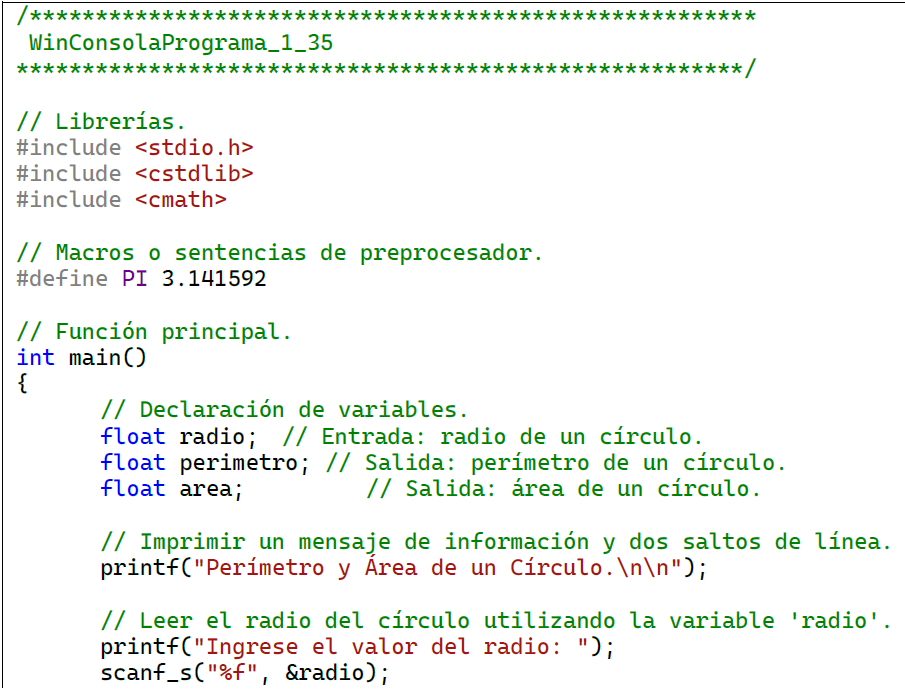 /*******************************************************
WinConsolaPrograma_1_35
*******************************************************/
// Librerías.
#include <stdio.h>
#include <cstdlib>
#include <cmath>
// Macros o sentencias de preprocesador.
#define PI 3.141592
// Función principal.
int main()
{
// Declaración de variables.
float radio; // Entrada: radio de un círculo.
float perimetro; // Salida: perímetro de un círculo.
float area; // Salida: área de un círculo.
// Imprimir un mensaje de información y dos saltos de línea.
printf("Perímetro y Área de un Círculo.\n\n");
// Leer el radio del círculo utilizando la variable 'radio'.
printf("Ingrese el valor del radio: ");
scanf_s("%f", &radio);